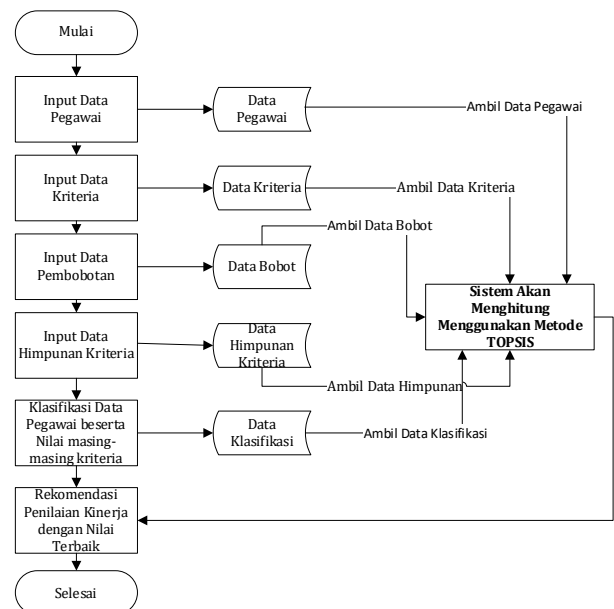 Mulai
Input Data
Pegawai
Data
Pegawai
Ambil Data Pegawai
Input Data
Kriteria
Data Kriteria
Ambil Data Kriteria
Ambil Data Bobot
Input Data
Pembobotan
Data Bobot
Sistem Akan
Menghitung
Menggunakan Metode
TOPSIS
Input Data
Himpunan Kriteria
Data
Himpunan
Kriteria
Ambil Data Himpunan
Klasifikasi Data
Pegawai beserta
Nilai masing-
masing kriteria
Data
Klasifikasi
Ambil Data Klasifikasi
Rekomendasi
Penilaian Kinerja
dengan Nilai
Terbaik
Selesai